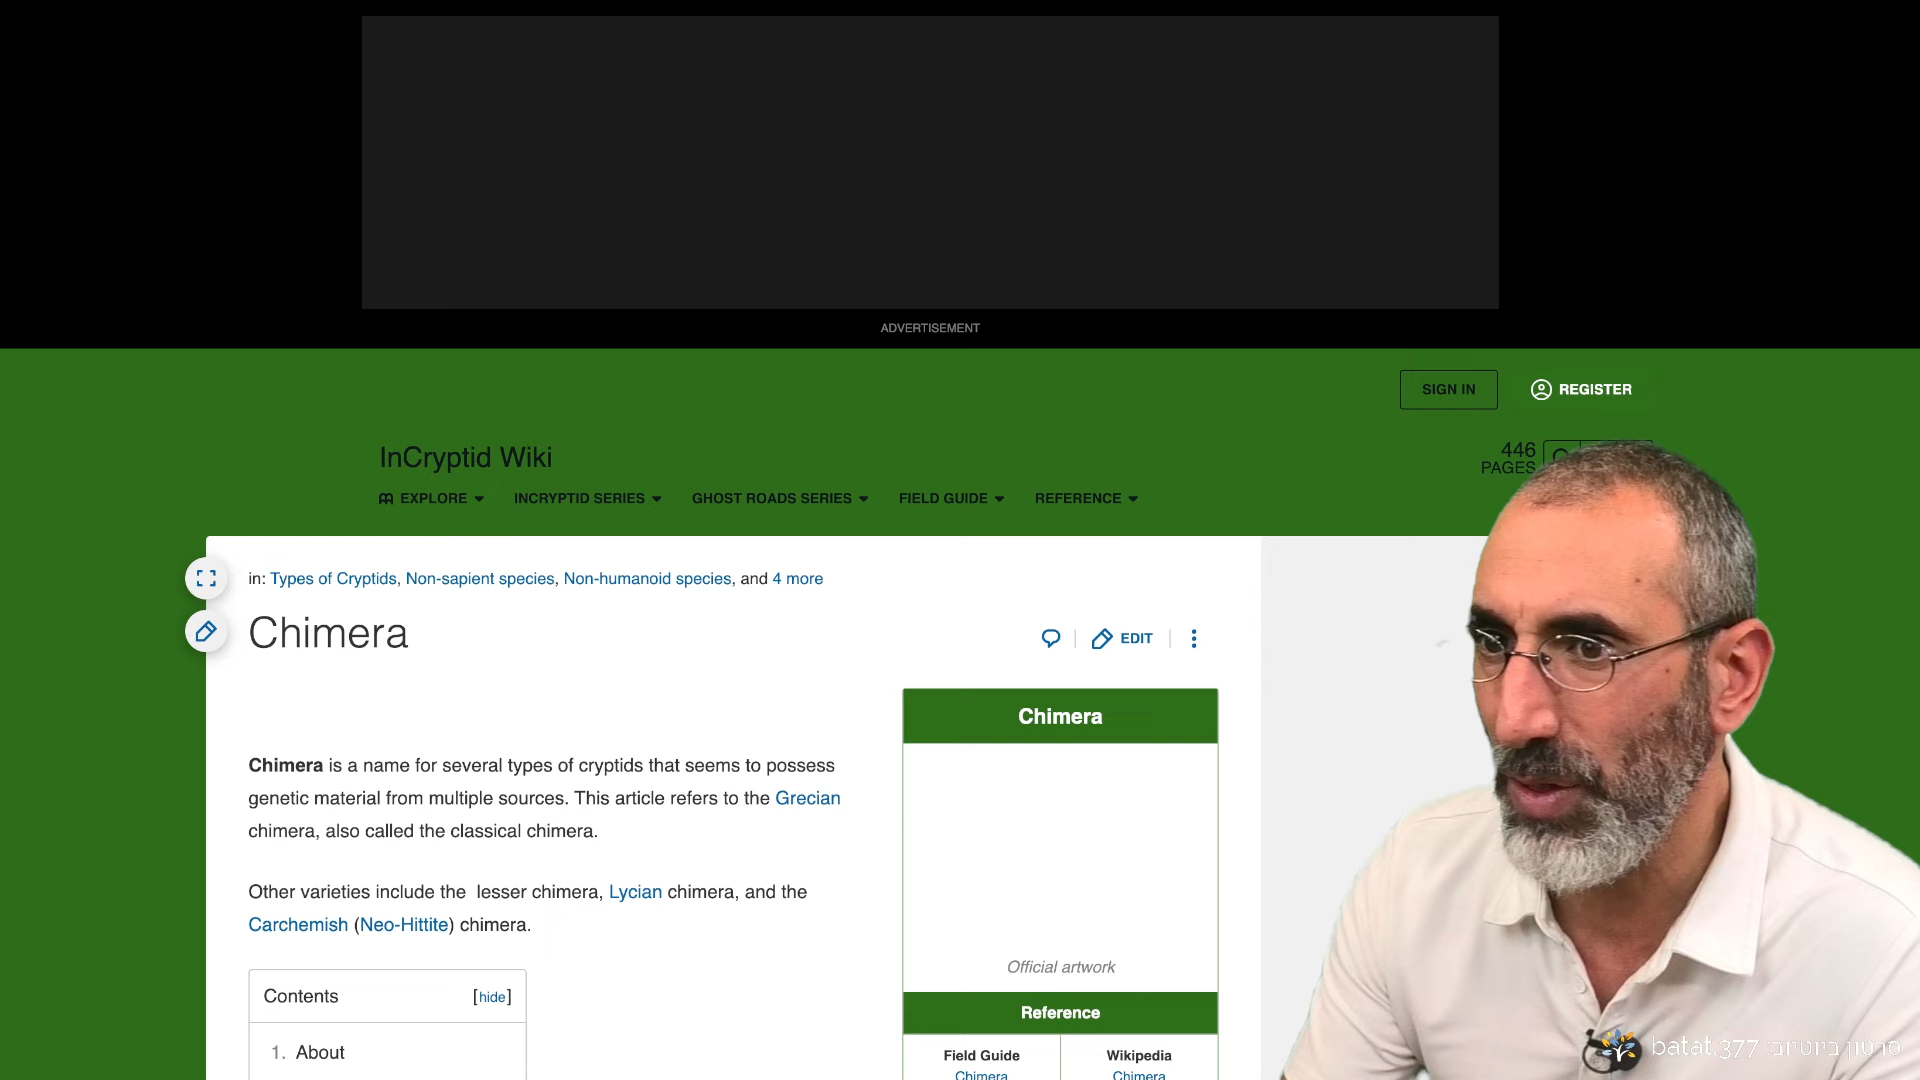 ADVERTISEMENT
SIGN IN
REGISTER
InCryptid Wiki
446
PAGES
EXPLORE
INCRYPTID SERIES
GHOST ROADS SERIES
FIELD GUIDE
REFERENCE
in: Types of Cryptids, Non-sapient species, Non-humanoid species, and 4 more
Chimera
EDIT
Chimera is a name for several types of cryptids that seems to possess
genetic material from multiple sources. This article refers to the Grecian
chimera, also called the classical chimera.
Other varieties include the lesser chimera, Lycian chimera, and the
Carchemish (Neo-Hittite) chimera.
Contents [hide]
1. About
Chimera
Official artwork
Reference
Field Guide
Wikipedia
Chimera
Chimera
סרטון ביוטיוב: batat.377